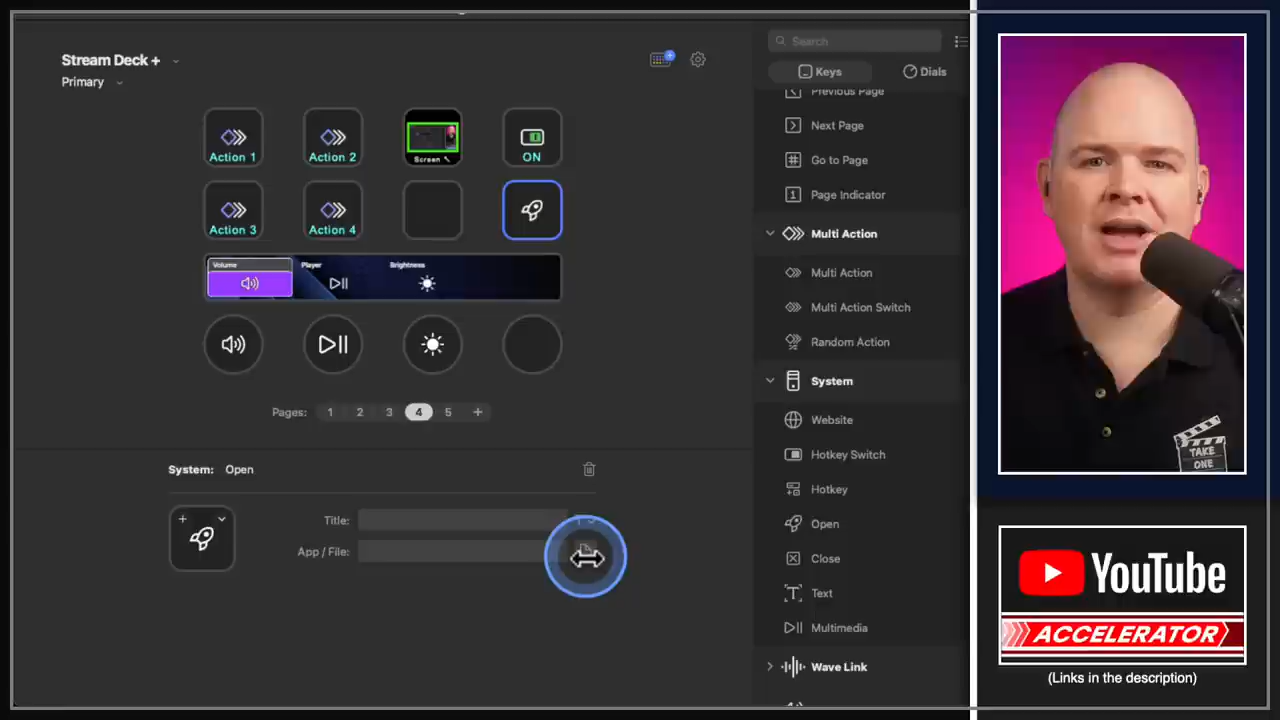 Stream Deck +
Primary
Action 1
Action 2
Screen
ON
Action 3
Action 4
Volume
Player
Brightness
Pages: 1 2 3 4 5 +
System: Open
Title:
App / File:
Search
Keys
Dials
Previous Page
Next Page
Go to Page
Page Indicator
Multi Action
Multi Action
Multi Action Switch
Random Action
System
Website
Hotkey Switch
Hotkey
Open
Close
Text
Multimedia
Wave Link
TAKE
ONE
YouTube
ACCELERATOR
(Links in the description)